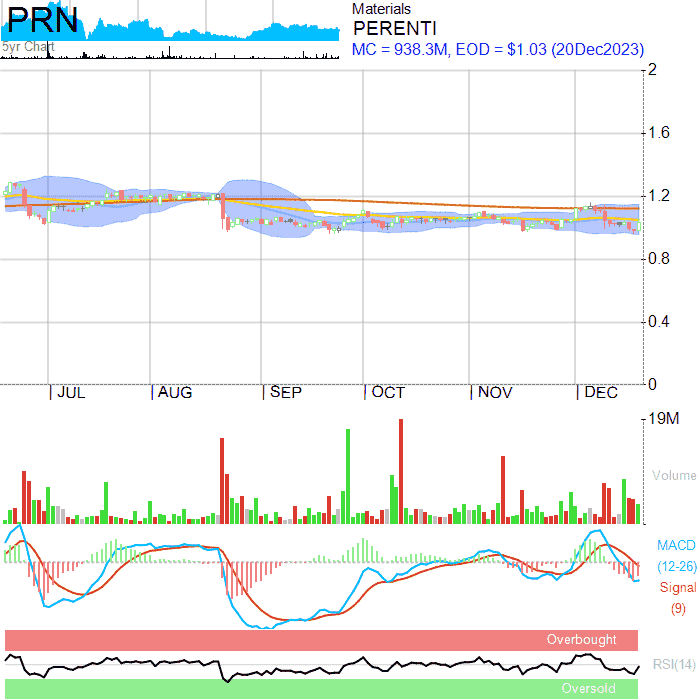 PRN
Materials
PERENTI
5yr Chart
MC = 938.3M, EOD = $1.03 (20Dec2023)
2
1.6
1.2
0.8
0.4
0
JUL AUG SEP OCT NOV DEC
19M
Volume
MACD
(12-26)
Signal
(9)
Overbought
RSI(14)
Oversold